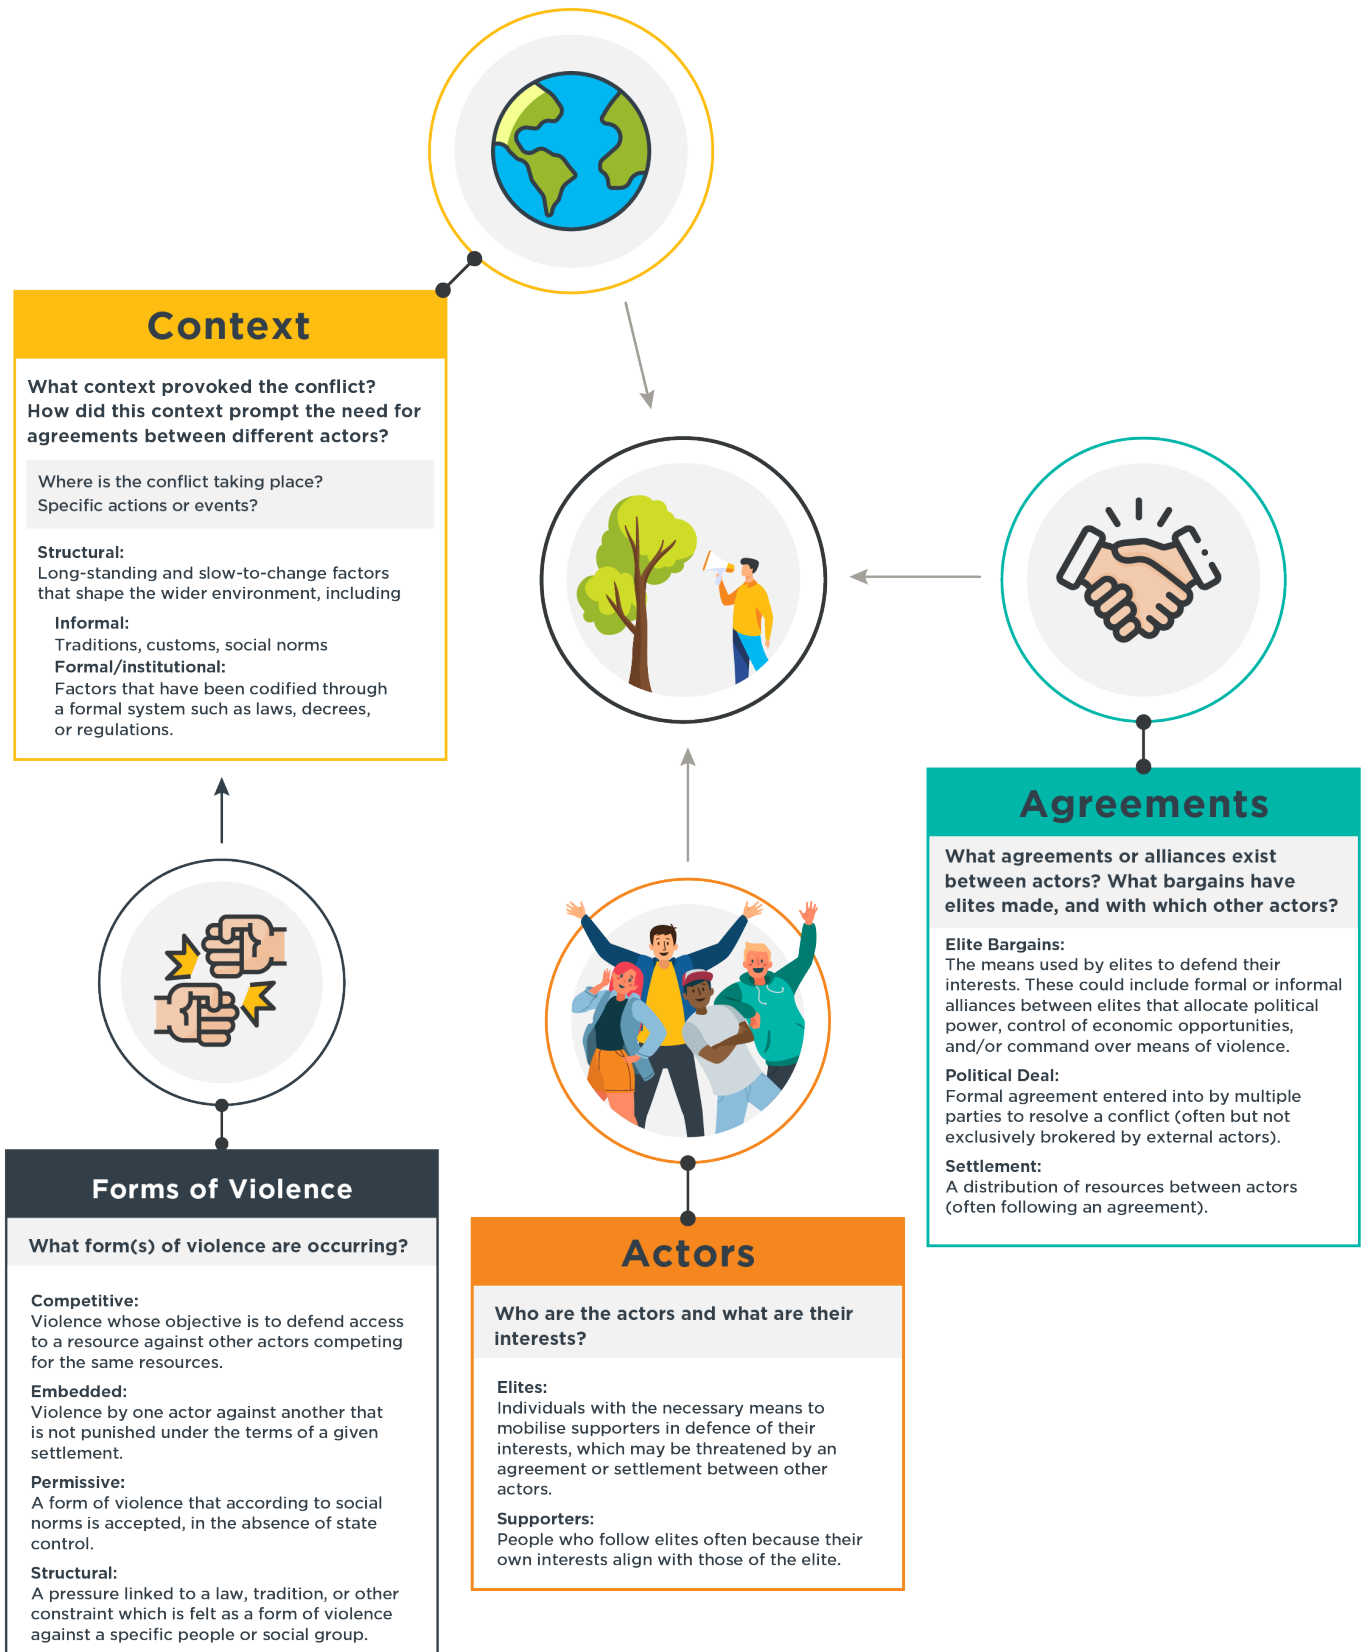 Context
What context provoked the conflict?
How did this context prompt the need for
agreements between different actors?
Where is the conflict taking place?
Specific actions or events?
Structural:
Long-standing and slow-to-change factors
that shape the wider environment, including
Informal:
Traditions, customs, social norms
Formal/institutional:
Factors that have been codified through
a formal system such as laws, decrees,
or regulations.
Forms of Violence
What form(s) of violence are occurring?
Competitive:
Violence whose objective is to defend access
to a resource against other actors competing
for the same resources.
Embedded:
Violence by one actor against another that
is not punished under the terms of a given
settlement.
Permissive:
A form of violence that according to social
norms is accepted, in the absence of state
control.
Structural:
A pressure linked to a law, tradition, or other
constraint which is felt as a form of violence
against a specific people or social group.
Actors
Who are the actors and what are their
interests?
Elites:
Individuals with the necessary means to
mobilise supporters in defence of their
interests, which may be threatened by an
agreement or settlement between other
actors.
Supporters:
People who follow elites often because their
own interests align with those of the elite.
Agreements
What agreements or alliances exist
between actors? What bargains have
elites made, and with which other actors?
Elite Bargains:
The means used by elites to defend their
interests. These could include formal or informal
alliances between elites that allocate political
power, control of economic opportunities,
and/or command over means of violence.
Political Deal:
Formal agreement entered into by multiple
parties to resolve a conflict (often but not
exclusively brokered by external actors).
Settlement:
A distribution of resources between actors
(often following an agreement).